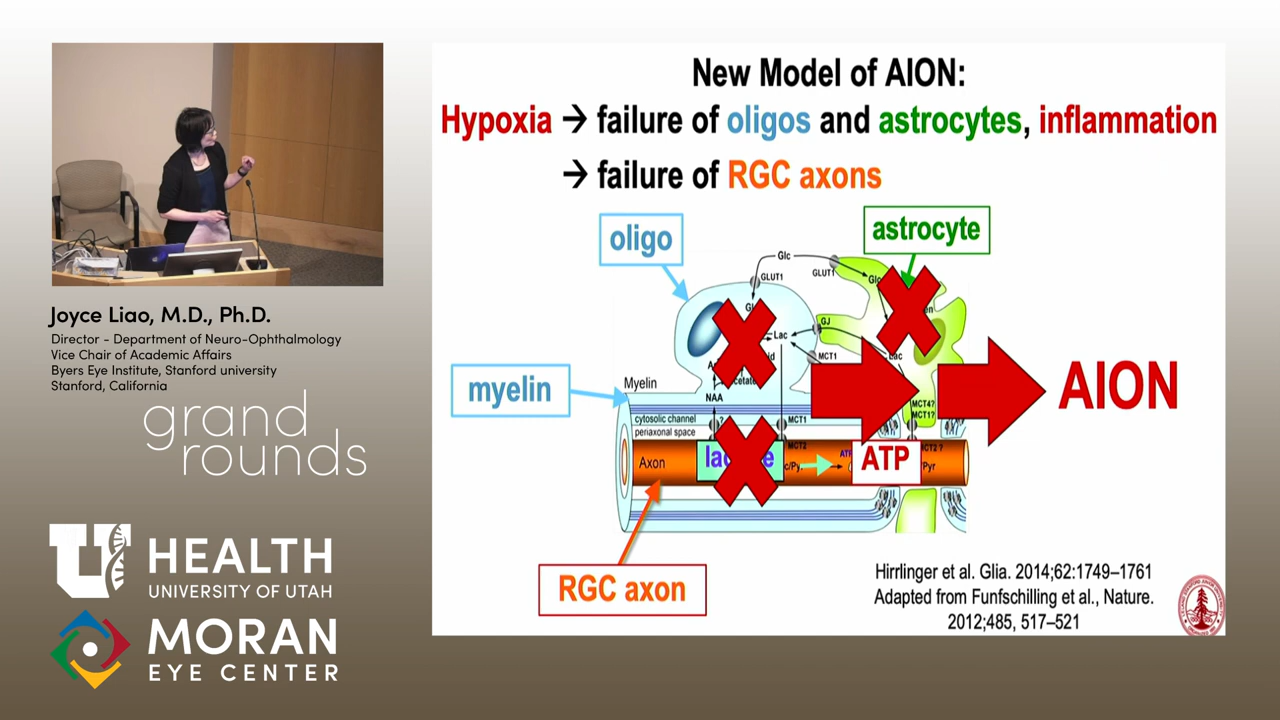 Joyce Liao, M.D., Ph.D.
Director - Department of Neuro-Ophthalmology
Vice Chair of Academic Affairs
Byers Eye Institute, Stanford university
Stanford, California
grand
rounds
U
HEALTH
UNIVERSITY OF UTAH
MORAN
EYE CENTER
New Model of AION:
Hypoxia → failure of oligos and astrocytes, inflammation
→ failure of RGC axons
oligo
astrocyte
Glc
GLUT1
GLUT1
GJ
Lac
MCT1
Lac
myelin
Myelin
NAA
MCT4?
MCT1?
AION
cytosolic channel
MCT1
periaxonal space
MCT2
Axon
ATP
RGC axon
Hirrlinger et al. Glia. 2014;62:1749–1761
Adapted from Funfschilling et al., Nature.
2012;485, 517–521